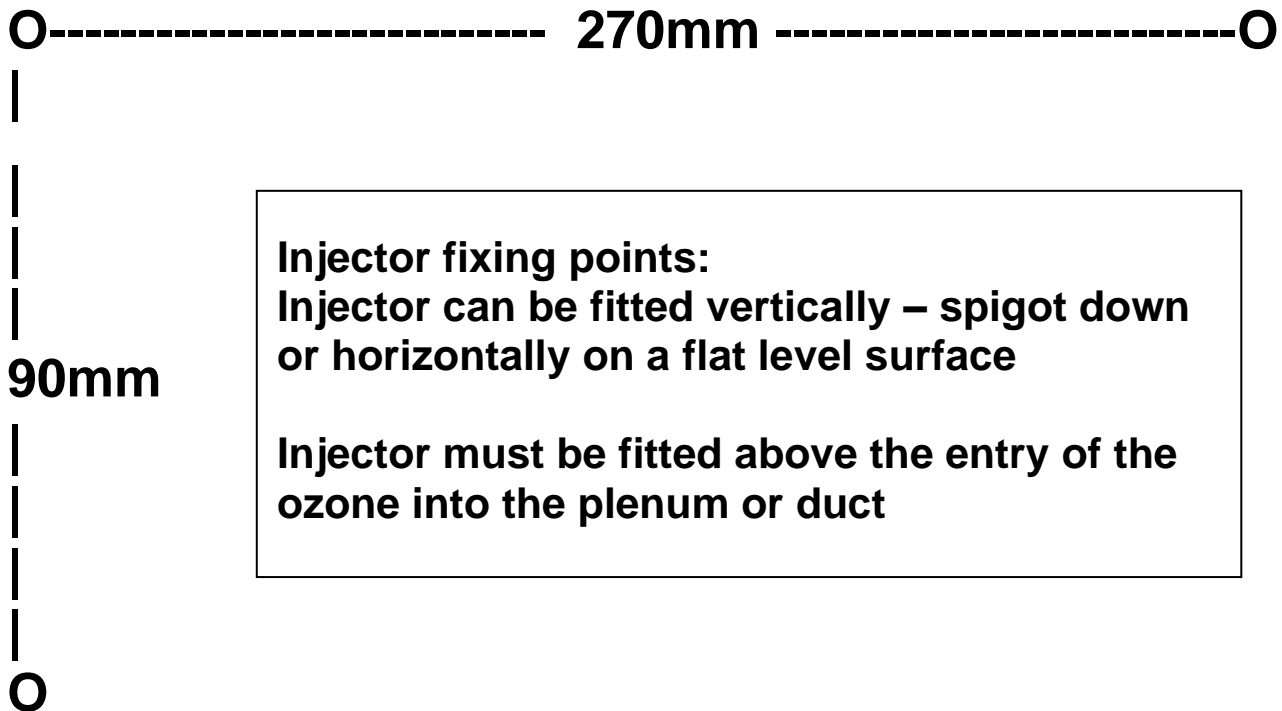 O---------------------------- 270mm --------------------------O
|
|
|
|
90mm
|
|
|
|
O
Injector fixing points:
Injector can be fitted vertically – spigot down
or horizontally on a flat level surface
Injector must be fitted above the entry of the
ozone into the plenum or duct